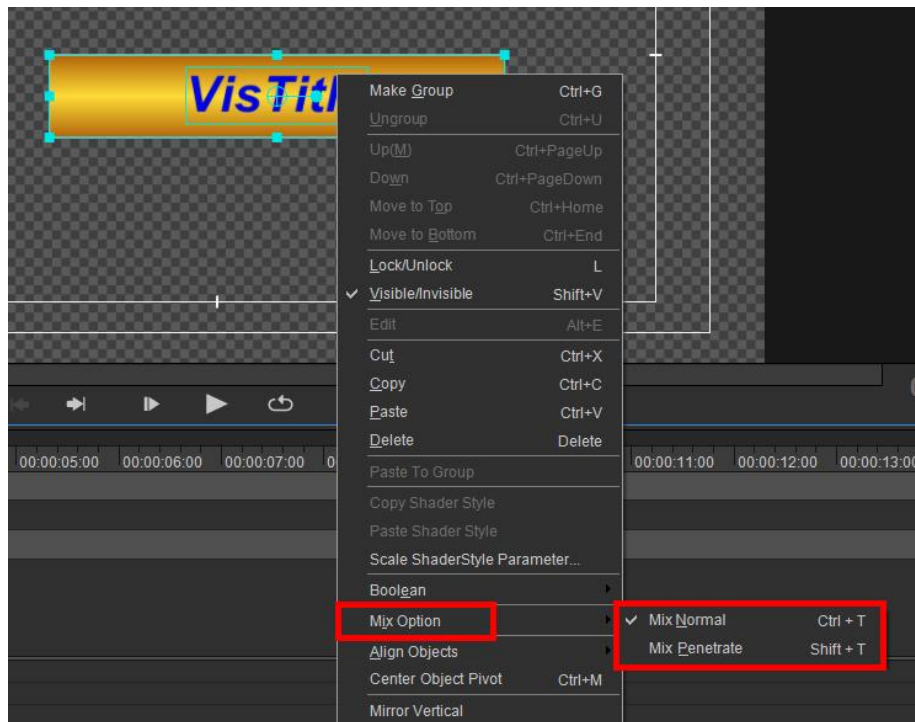 VisTitl
Make Group Ctrl+G
Ungroup Ctrl+U
Up(M) Ctrl+PageUp
Down Ctrl+PageDown
Move to Top Ctrl+Home
Move to Bottom Ctrl+End
Lock/Unlock L
Visible/Invisible Shift+V
Edit Alt+E
Cut Ctrl+X
Copy Ctrl+C
Paste Ctrl+V
Delete Delete
00:00:05:00 00:00:06:00 00:00:07:00 0 00:00:11:00 00:00:12:00 00:00:13:00
Paste To Group
Copy Shader Style
Paste Shader Style
Scale ShaderStyle Parameter...
Boolean
Mix Option
Mix Normal Ctrl + T
Mix Penetrate Shift + T
Align Objects
Center Object Pivot Ctrl+M
Mirror Vertical